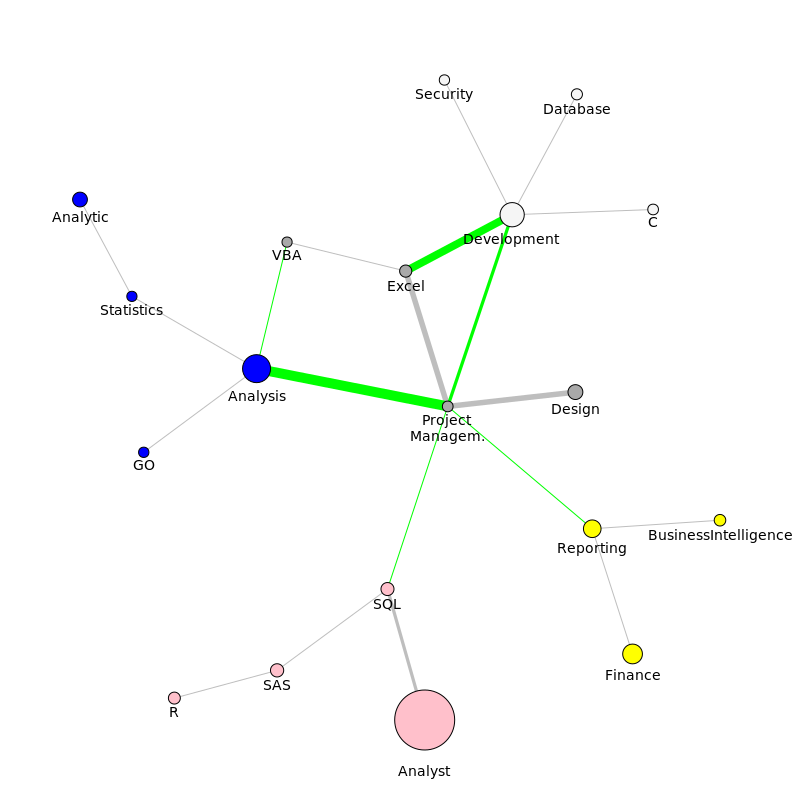 Security
Database
Analytic
C
Development
VBA
Excel
Statistics
Analysis
Design
Project
Managem.
GO
BusinessIntelligence
Reporting
SQL
Finance
SAS
R
Analyst